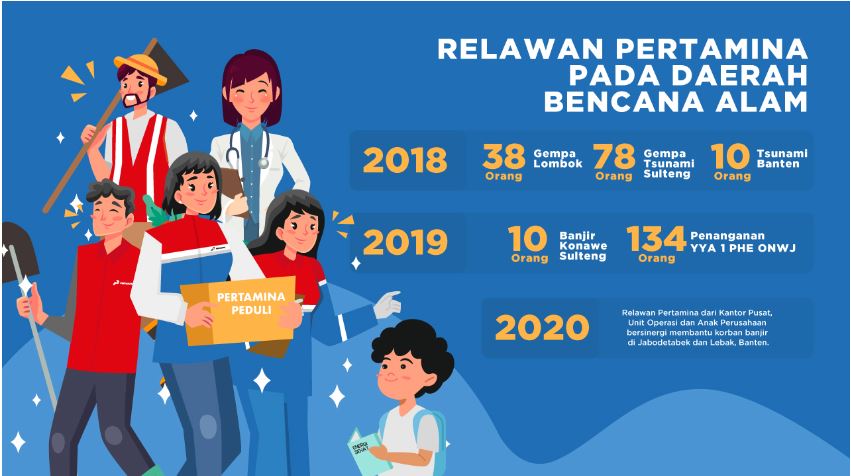 RELAWAN PERTAMINA
PADA DAERAH
BENCANA ALAM
2018
38
Orang
Gempa
Lombok
78
Orang
Gempa
Tsunami
Sulteng
10
Orang
Tsunami
Banten
2019
10
Orang
Banjir
Konawe
Sulteng
134
Orang
Penanganan
YYA 1 PHE ONWJ
2020
Relawan Pertamina dari Kantor Pusat,
Unit Operasi dan Anak Perusahaan
bersinergi membantu korban banjir
di Jabodetabek dan Lebak, Banten.
PERTAMINA
PEDULI
ENERGI